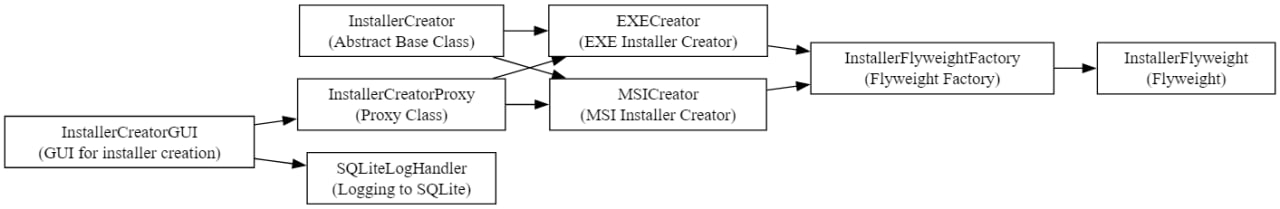 InstallerCreator
(Abstract Base Class)
EXECreator
(EXE Installer Creator)
InstallerFlyweightFactory
(Flyweight Factory)
InstallerFlyweight
(Flyweight)
InstallerCreatorProxy
(Proxy Class)
MSICreator
(MSI Installer Creator)
InstallerCreatorGUI
(GUI for installer creation)
SQLiteLogHandler
(Logging to SQLite)